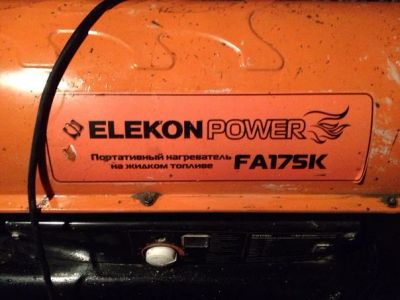 ELEKON POWER
Портативный нагреватель
на жидком топливе
FA175K